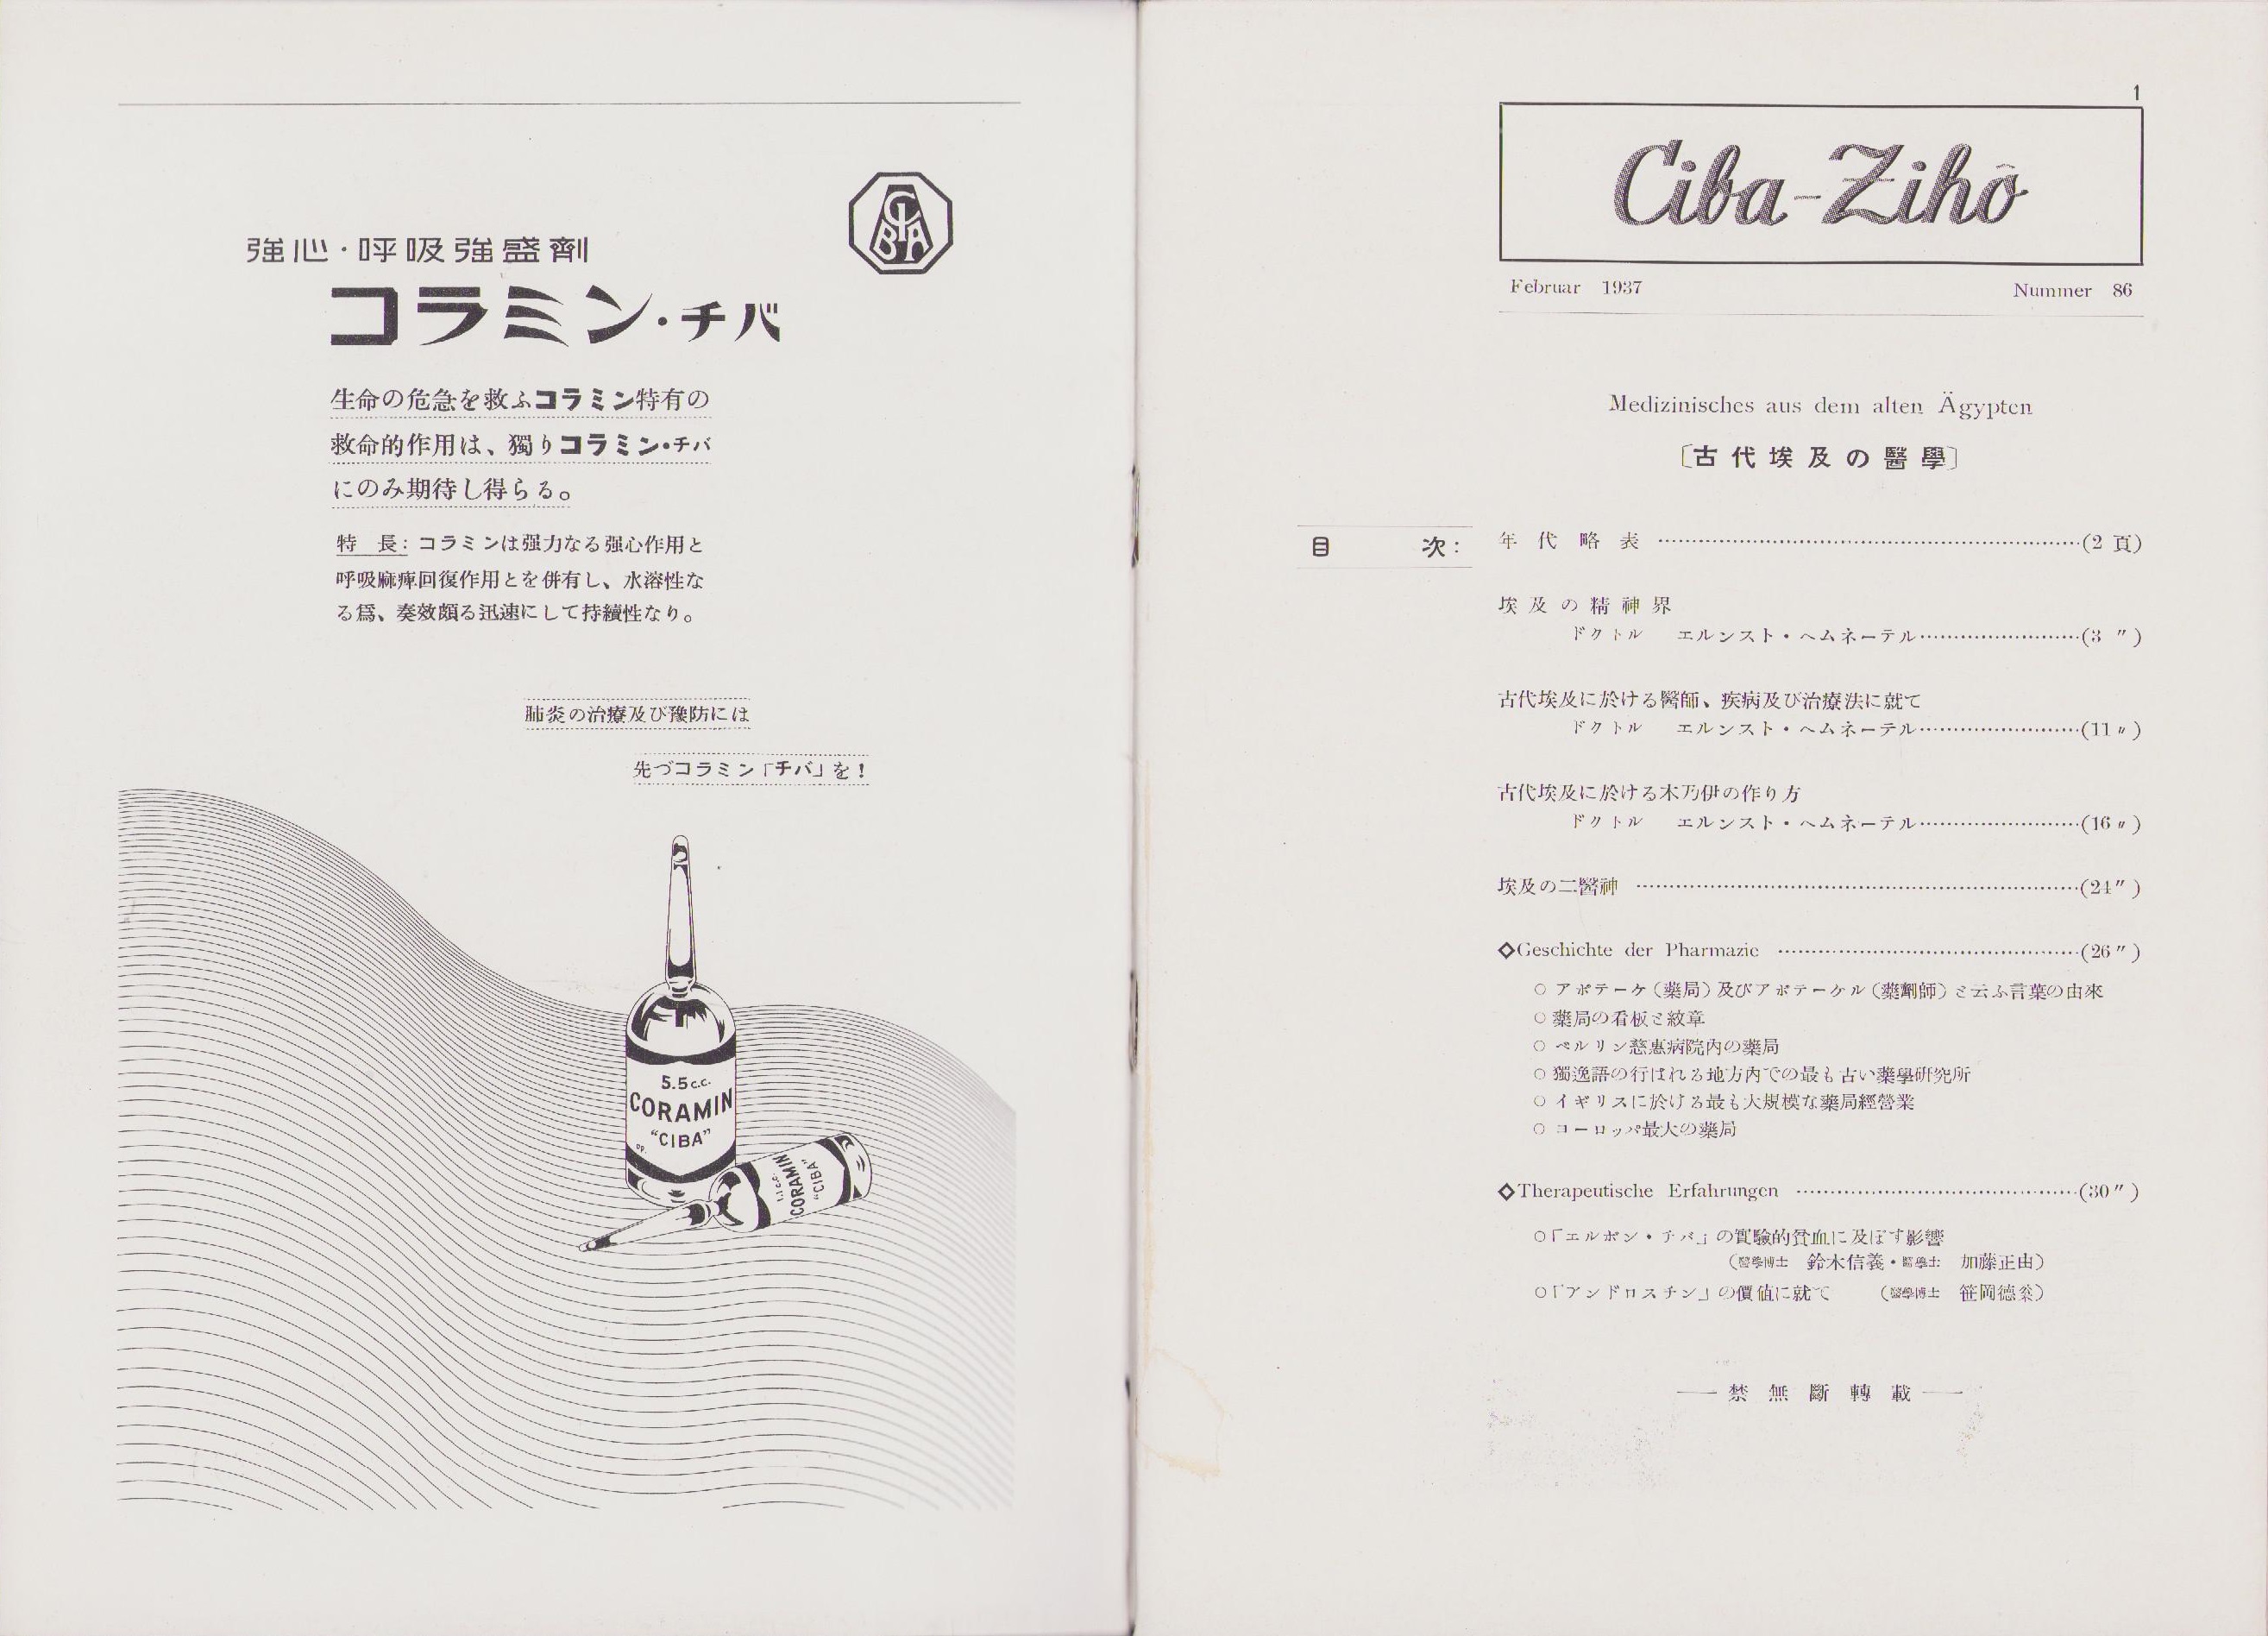 強心・呼吸強盛劑
CIBA
コラミン・チバ
生命の危急を救ふコラミン特有の
救命的作用は、獨りコラミン・チバ
にのみ期待し得らる。
特 長：コラミンは强力なる强心作用と
呼吸麻痺回復作用とを併有し、水溶性な
る爲、奏效頗る迅速にして持續性なり。
肺炎の治療及び豫防には
先づコラミン「チバ」を！
5.5 c.c.
CORAMIN
"CIBA"
1.1 c.c.
CORAMIN
"CIBA"
1
Ciba-Zihô
Februar 1937 Nummer 86
Medizinisches aus dem alten Ägypten
〔古代埃及の醫學〕
目 次：
年代略表 ……(2 頁)
埃及の精神界
ドクトル エルンスト・ヘムネーテル……(3 〃)
古代埃及に於ける醫師、疾病及び治療法に就て
ドクトル エルンスト・ヘムネーテル……(11〃)
古代埃及に於ける木乃伊の作り方
ドクトル エルンスト・ヘムネーテル……(16〃)
埃及の二醫神 ……(24〃)
◇Geschichte der Pharmazie ……(26〃)
○ アポテーケ（藥局）及びアポテーケル（藥劑師）と云ふ言葉の由來
○ 藥局の看板と紋章
○ ベルリン慈惠病院內の藥局
○ 獨逸語の行はれる地方內での最も古い藥學硏究所
○ イギリスに於ける最も大規模な藥局經營業
○ ヨーロッパ最大の藥局
◇Therapeutische Erfahrungen ……(30〃)
○「エルボン・チバ」の實驗的貧血に及ぼす影響
（醫學博士 鈴木信義・醫學士 加藤正由）
○「アンドロスチン」の價値に就て （醫學博士 笹岡德
── 禁無斷轉載 ──